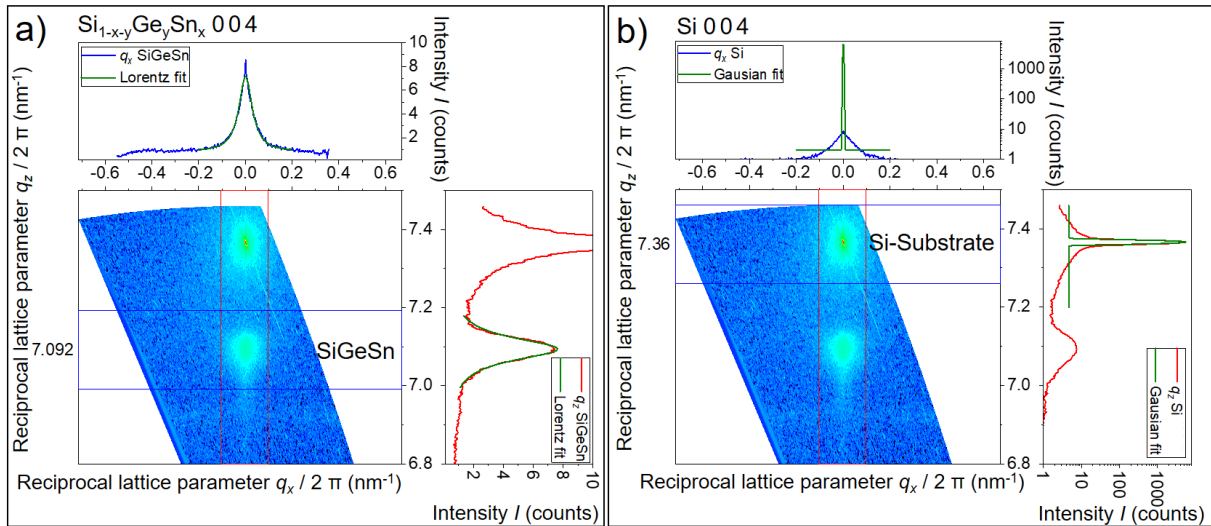 a)
Si1-x-yGeySnx 0 0 4
qx SiGeSn
Lorentz fit
10
8
6
4
2
Intensity I (counts)
-0.6 -0.4 -0.2 0.0 0.2 0.4 0.6
Reciprocal lattice parameter qz / 2 π (nm-1)
7.092
SiGeSn
7.4
7.2
7.0
6.8
qz SiGeSn
Lorentz fit
2 4 6 8 10
Reciprocal lattice parameter qx / 2 π (nm-1)
Intensity I (counts)
b)
Si 0 0 4
qx Si
Gausian fit
1000
100
10
1
Intensity I (counts)
-0.6 -0.4 -0.2 0.0 0.2 0.4 0.6
Reciprocal lattice parameter qz / 2 π (nm-1)
7.36
Si-Substrate
7.4
7.2
7.0
6.8
qz Si
Gaussian fit
1 10 100 1000
Reciprocal lattice parameter qx / 2 π (nm-1)
Intensity I (counts)